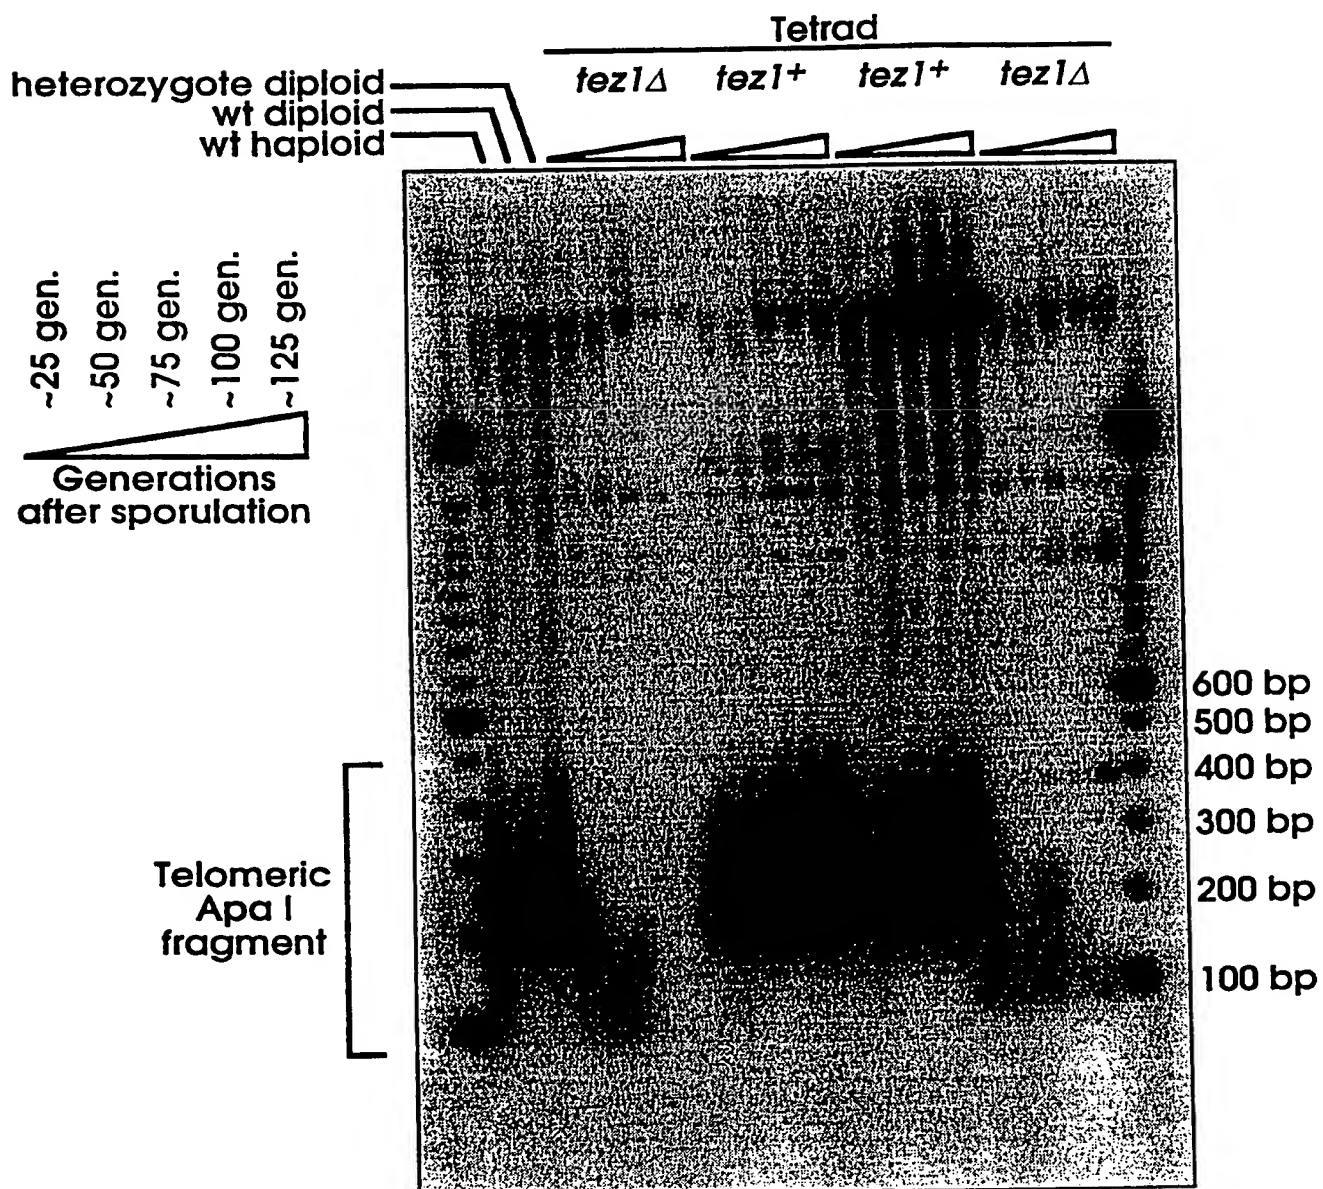 Tetrad
tez1Δ tez1+ tez1+ tez1Δ
heterozygote diploid
wt diploid
wt haploid
~25 gen.
~50 gen.
~75 gen.
~100 gen.
~125 gen.
Generations
after sporulation
600 bp
500 bp
400 bp
300 bp
200 bp
100 bp
Telomeric
Apa I
fragment